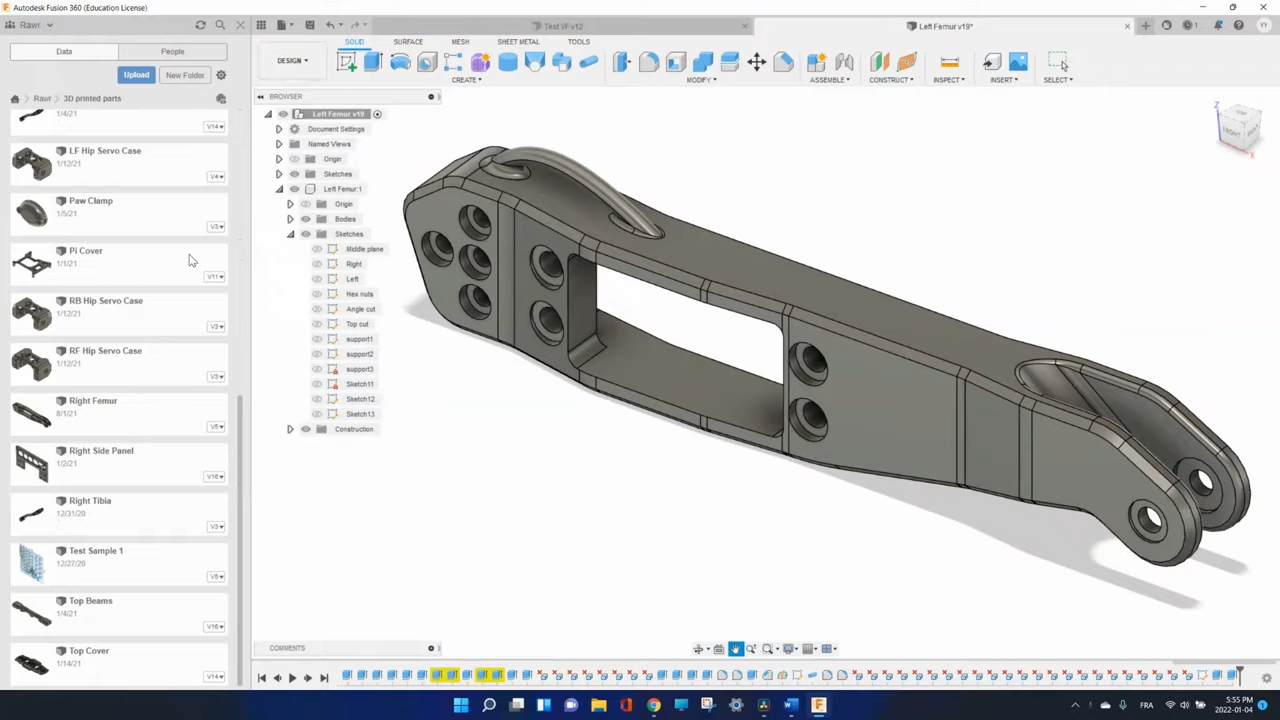 Autodesk Fusion 360 (Education License)
Rawr
Test VF v12
Left Femur v19*
1
YY
Data
People
Upload
New Folder
Rawr
3D printed parts
1/4/21
V14
LF Hip Servo Case
1/12/21
V4
Paw Clamp
1/5/21
V3
Pi Cover
1/1/21
V11
RB Hip Servo Case
1/12/21
V3
RF Hip Servo Case
1/12/21
Right Femur
8/1/21
V5
Right Side Panel
1/2/21
V16
Right Tibia
12/31/20
V3
Test Sample 1
12/27/20
V5
Top Beams
1/4/21
V16
Top Cover
1/14/21
V14
DESIGN
SOLID
SURFACE
MESH
SHEET METAL
TOOLS
CREATE
MODIFY
ASSEMBLE
CONSTRUCT
INSPECT
INSERT
SELECT
BROWSER
Left Femur v19
Document Settings
Named Views
Origin
Sketches
Left Femur:1
Origin
Bodies
Sketches
Middle plane
Right
Left
Hex nuts
Angle cut
Top cut
support1
support2
support3
Sketch11
Sketch12
Sketch13
Construction
Z
X
FRONT
COMMENTS
FRA
5:55 PM
2022-01-04